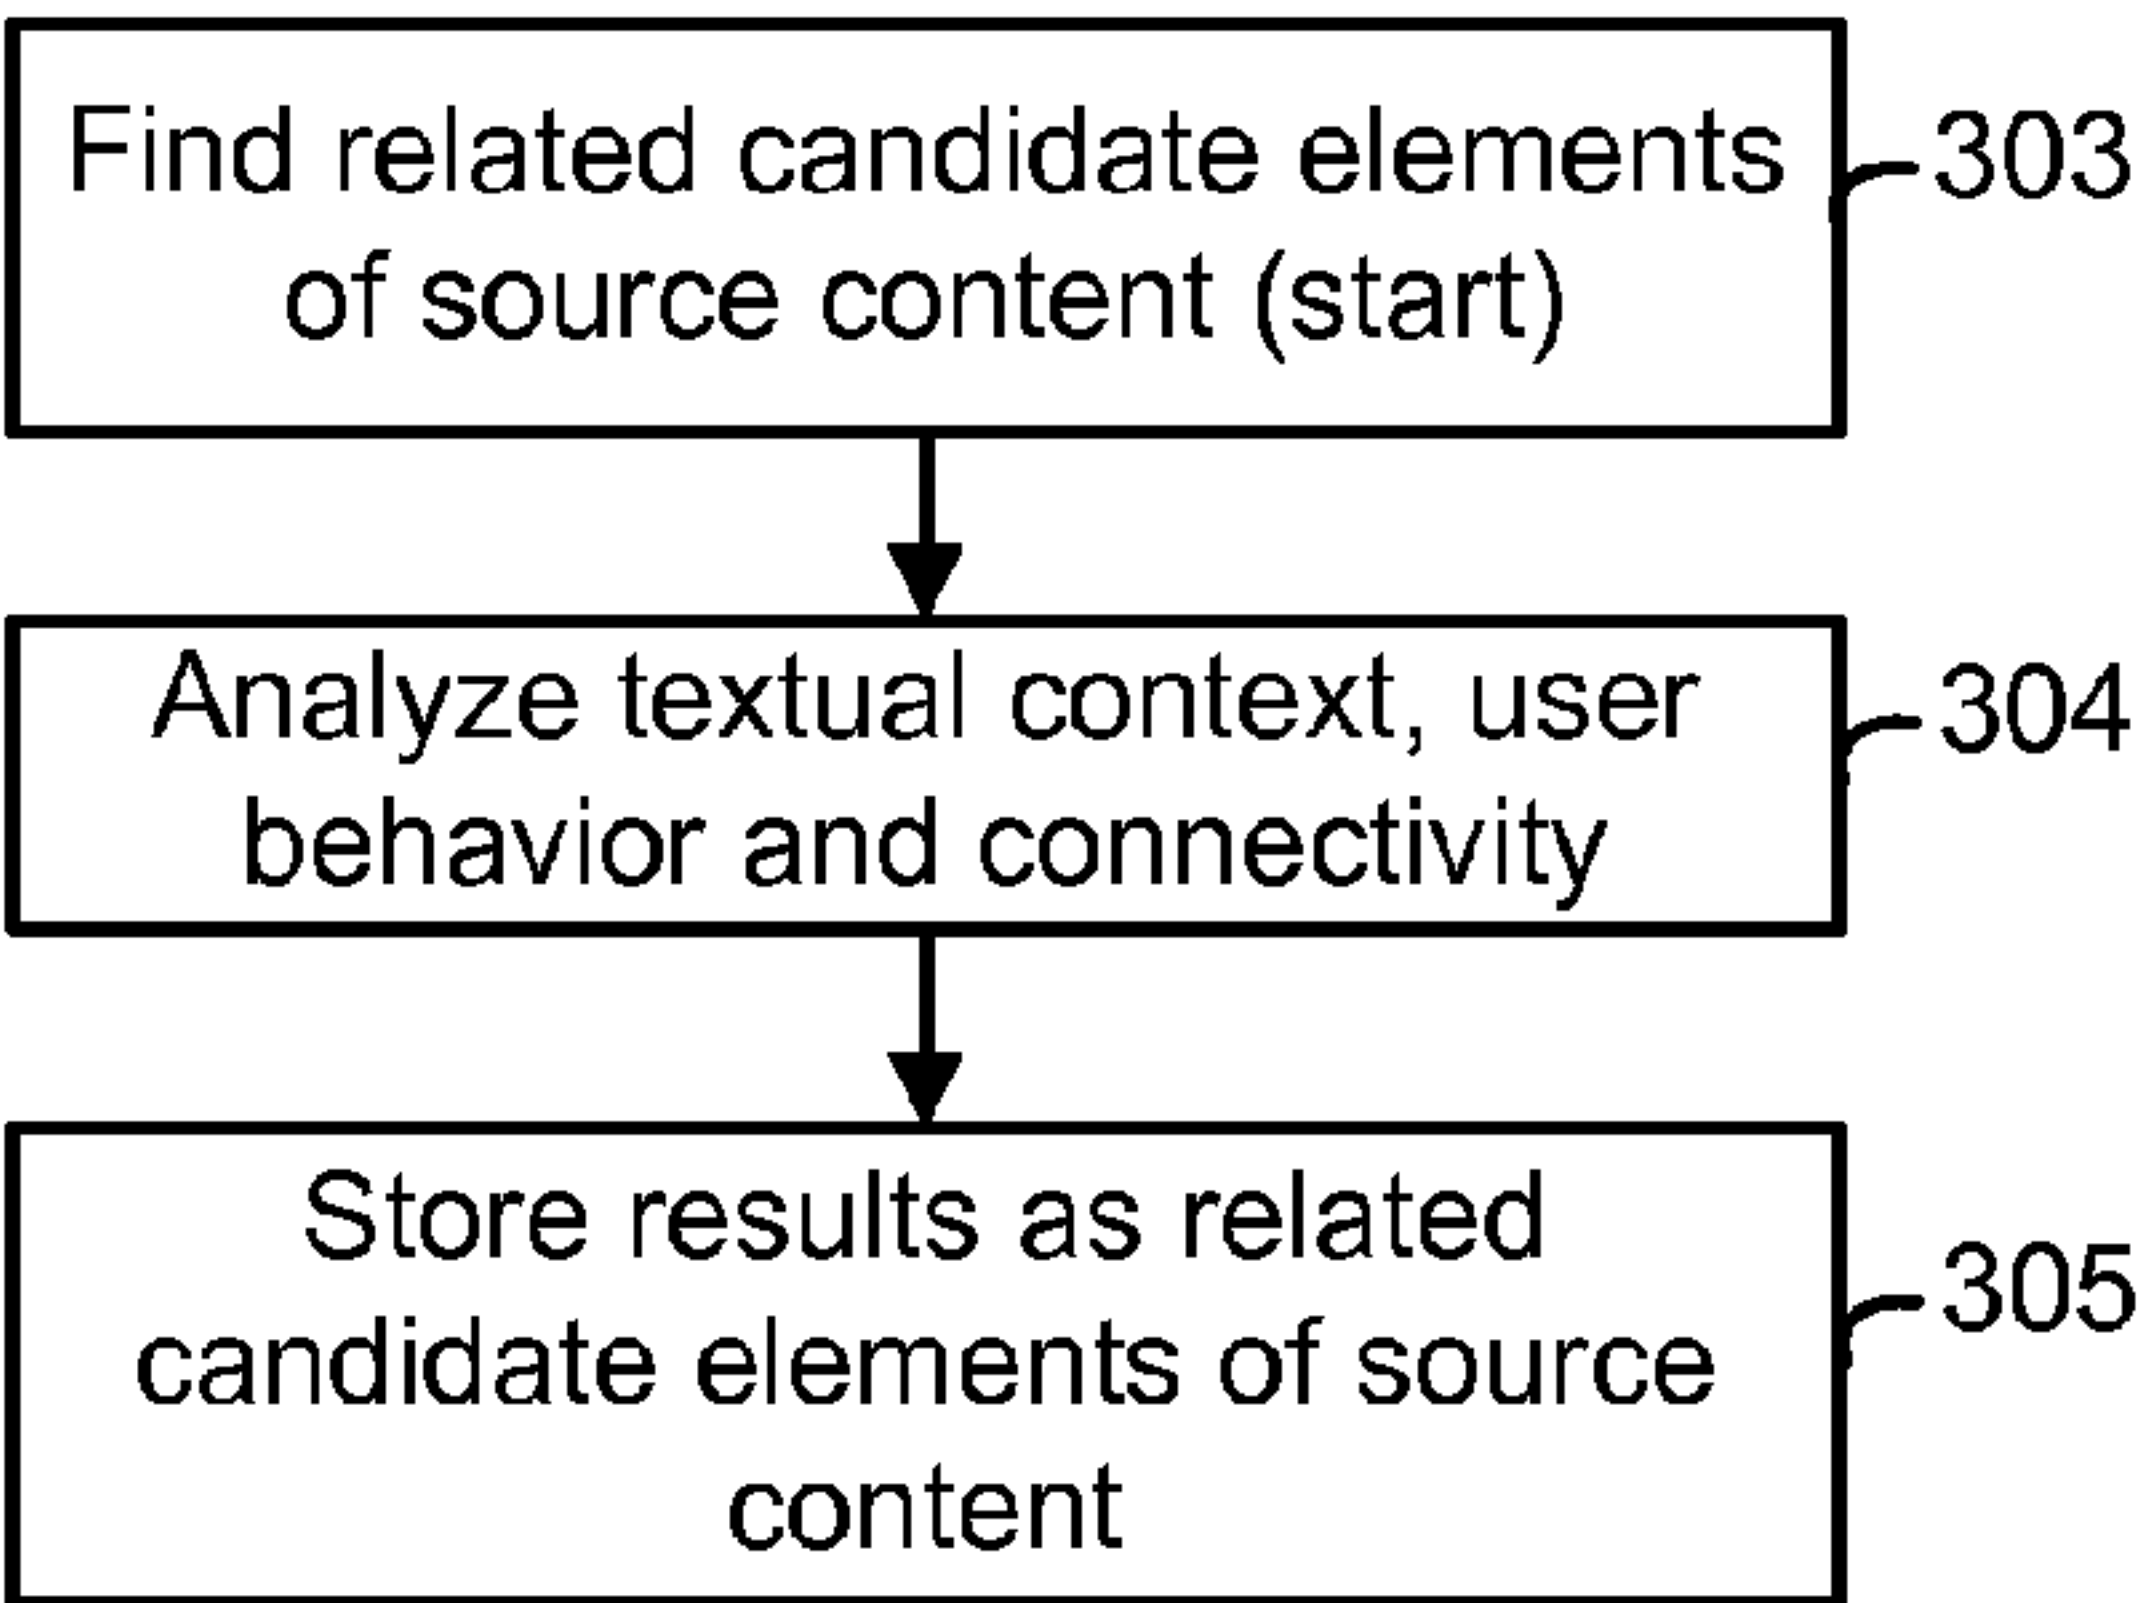 Find related candidate elements
of source content (start)
303
Analyze textual context, user
behavior and connectivity
304
Store results as related
candidate elements of source
content
305